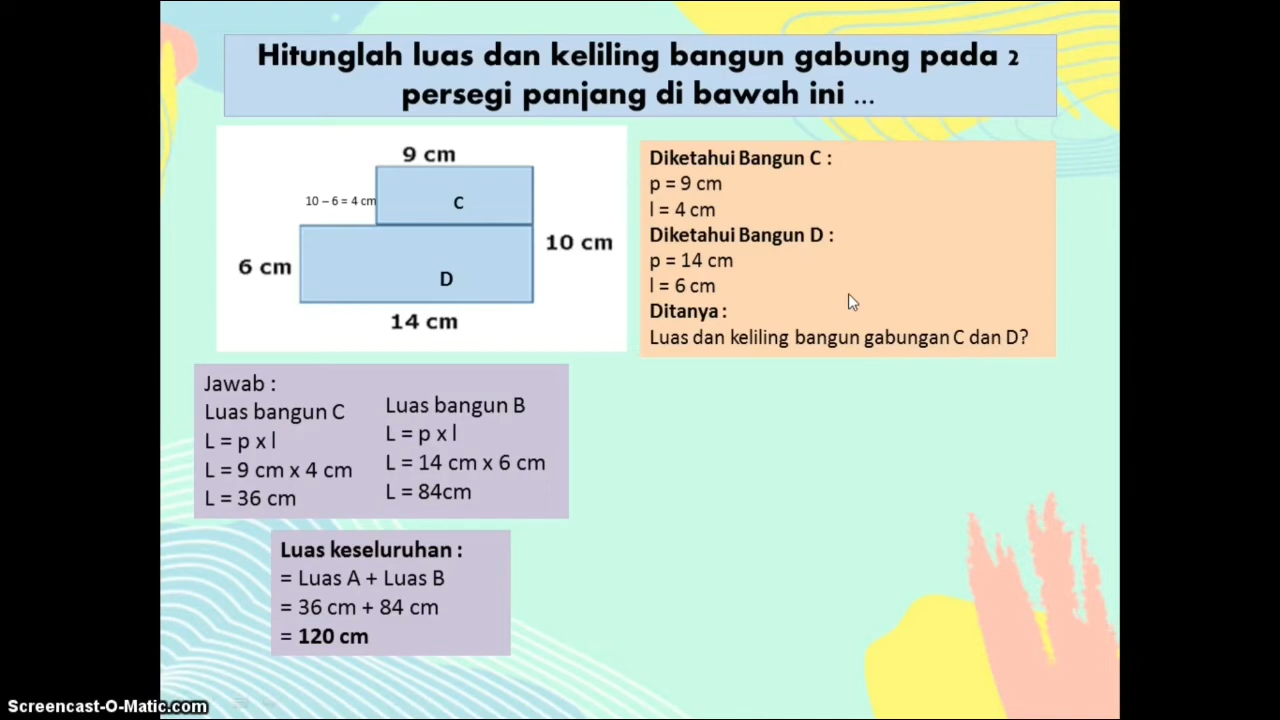 Hitunglah luas dan keliling bangun gabung pada 2
persegi panjang di bawah ini ...
9 cm
10 – 6 = 4 cm
C
10 cm
6 cm
D
14 cm
Diketahui Bangun C :
p = 9 cm
l = 4 cm
Diketahui Bangun D :
p = 14 cm
l = 6 cm
Ditanya :
Luas dan keliling bangun gabungan C dan D?
Jawab :
Luas bangun C
L = p x l
L = 9 cm x 4 cm
L = 36 cm
Luas bangun B
L = p x l
L = 14 cm x 6 cm
L = 84cm
Luas keseluruhan :
= Luas A + Luas B
= 36 cm + 84 cm
= 120 cm
Screencast-O-Matic.com